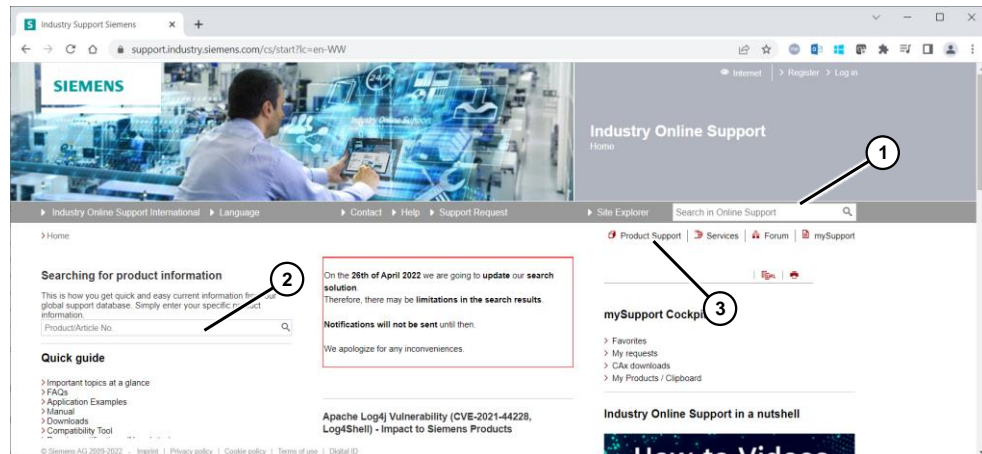 Industry Support Siemens
support.industry.siemens.com/cs/start?lc=en-WW
SIEMENS
24/7
Industry Online Support
Internet > Register > Log in
Industry Online Support
Home
1
Industry Online Support International Language Contact Help Support Request Site Explorer Search in Online Support
> Home
Product Support Services Forum mySupport
Searching for product information
This is how you get quick and easy current information from our
global support database. Simply enter your specific product
information.
Product/Article No.
2
Quick guide
> Important topics at a glance
> FAQs
> Application Examples
> Manual
> Downloads
> Compatibility Tool
© Siemens AG 2009-2022 - Imprint | Privacy policy | Cookie policy | Terms of use | Digital ID
On the 26th of April 2022 we are going to update our search
solution.
Therefore, there may be limitations in the search results.
Notifications will not be sent until then.
We apologize for any inconveniences.
Apache Log4j Vulnerability (CVE-2021-44228,
Log4Shell) - Impact to Siemens Products
3
mySupport Cockpit
> Favorites
> My requests
> CAx downloads
> My Products / Clipboard
Industry Online Support in a nutshell
How-to Videos